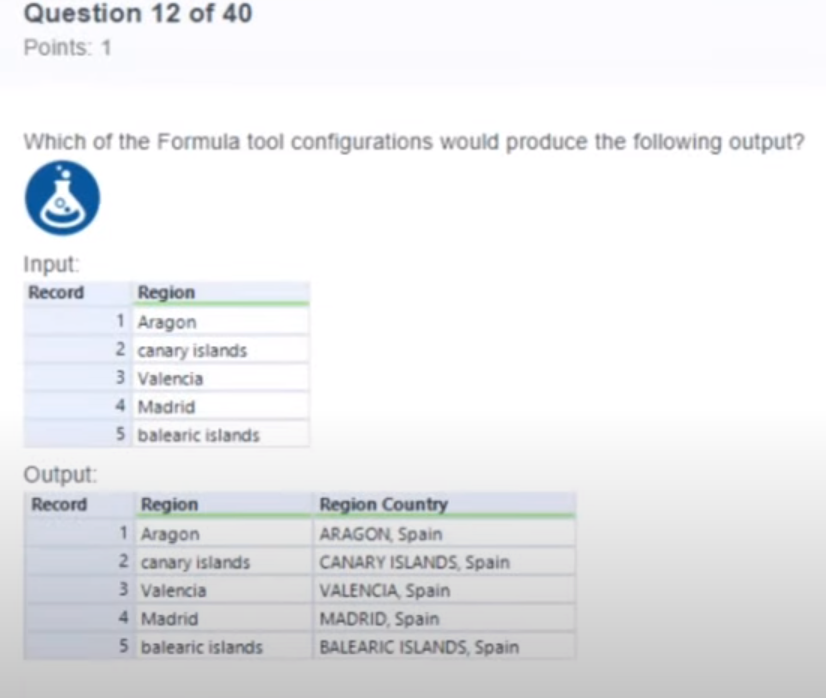 Question 12 of 40
Points: 1
Which of the Formula tool configurations would produce the following output?
Input:
Record Region
1 Aragon
2 canary islands
3 Valencia
4 Madrid
5 balearic islands
Output:
Record Region Region Country
1 Aragon ARAGON, Spain
2 canary islands CANARY ISLANDS, Spain
3 Valencia VALENCIA, Spain
4 Madrid MADRID, Spain
5 balearic islands BALEARIC ISLANDS, Spain